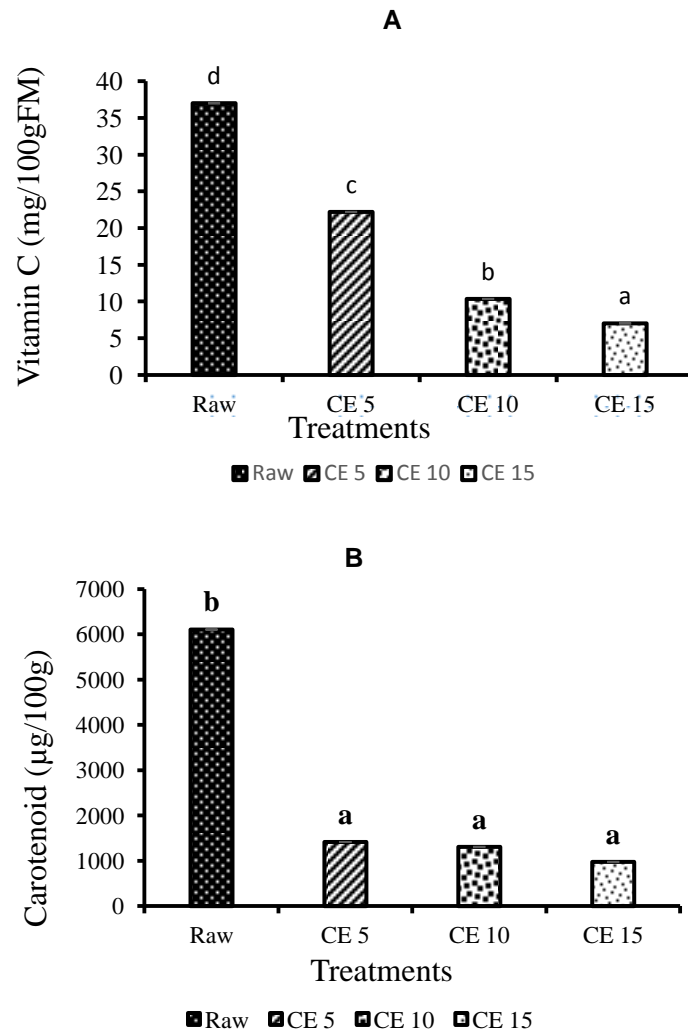 A
d
40
35
c
30
25
b
20
15
a
10
5
0
Vitamin C (mg/100gFM)
Raw CE 5 CE 10 CE 15
Treatments
Raw CE 5 CE 10 CE 15
B
7000
b
6000
5000
4000
3000
2000
a a a
1000
0
Carotenoid (µg/100g)
Raw CE 5 CE 10 CE 15
Treatments
Raw CE 5 CE 10 CE 15